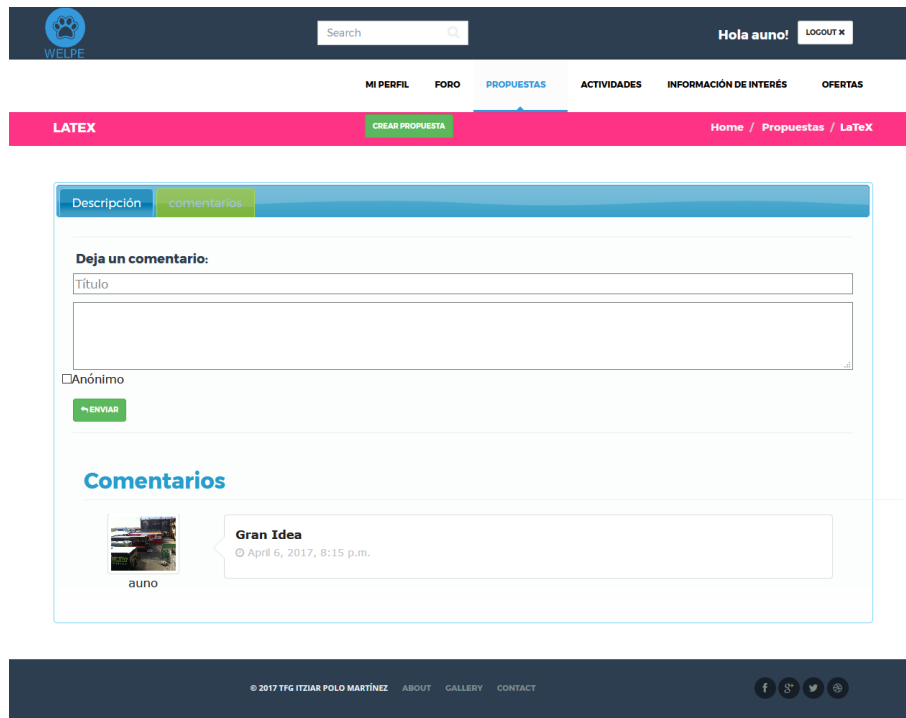 WELPE
Search
Hola auno!
LOGOUT ✖
MI PERFIL FORO PROPUESTAS ACTIVIDADES INFORMACIÓN DE INTERÉS OFERTAS
LATEX
CREAR PROPUESTA
Home / Propuestas / LaTeX
Descripción comentarios
Deja un comentario:
Título
Anónimo
ENVIAR
Comentarios
Gran Idea
April 6, 2017, 8:15 p.m.
auno
© 2017 TFG ITZIAR POLO MARTÍNEZ ABOUT GALLERY CONTACT